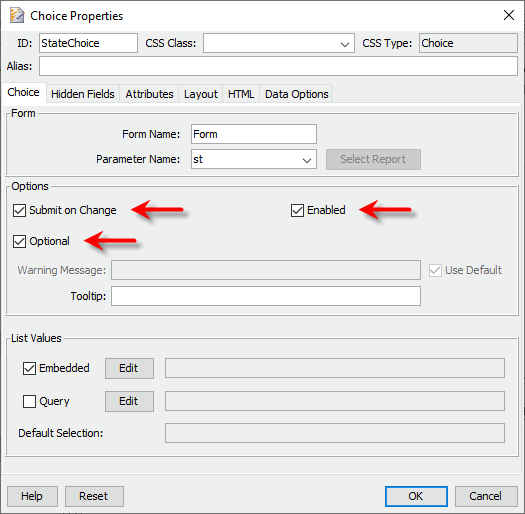 Choice Properties
ID: StateChoice CSS Class: CSS Type: Choice
Alias:
Choice Hidden Fields Attributes Layout HTML Data Options
Form
Form Name: Form
Parameter Name: st Select Report
Options
Submit on Change Enabled
Optional
Warning Message: Use Default
Tooltip:
List Values
Embedded Edit
Query Edit
Default Selection:
Help Reset OK Cancel